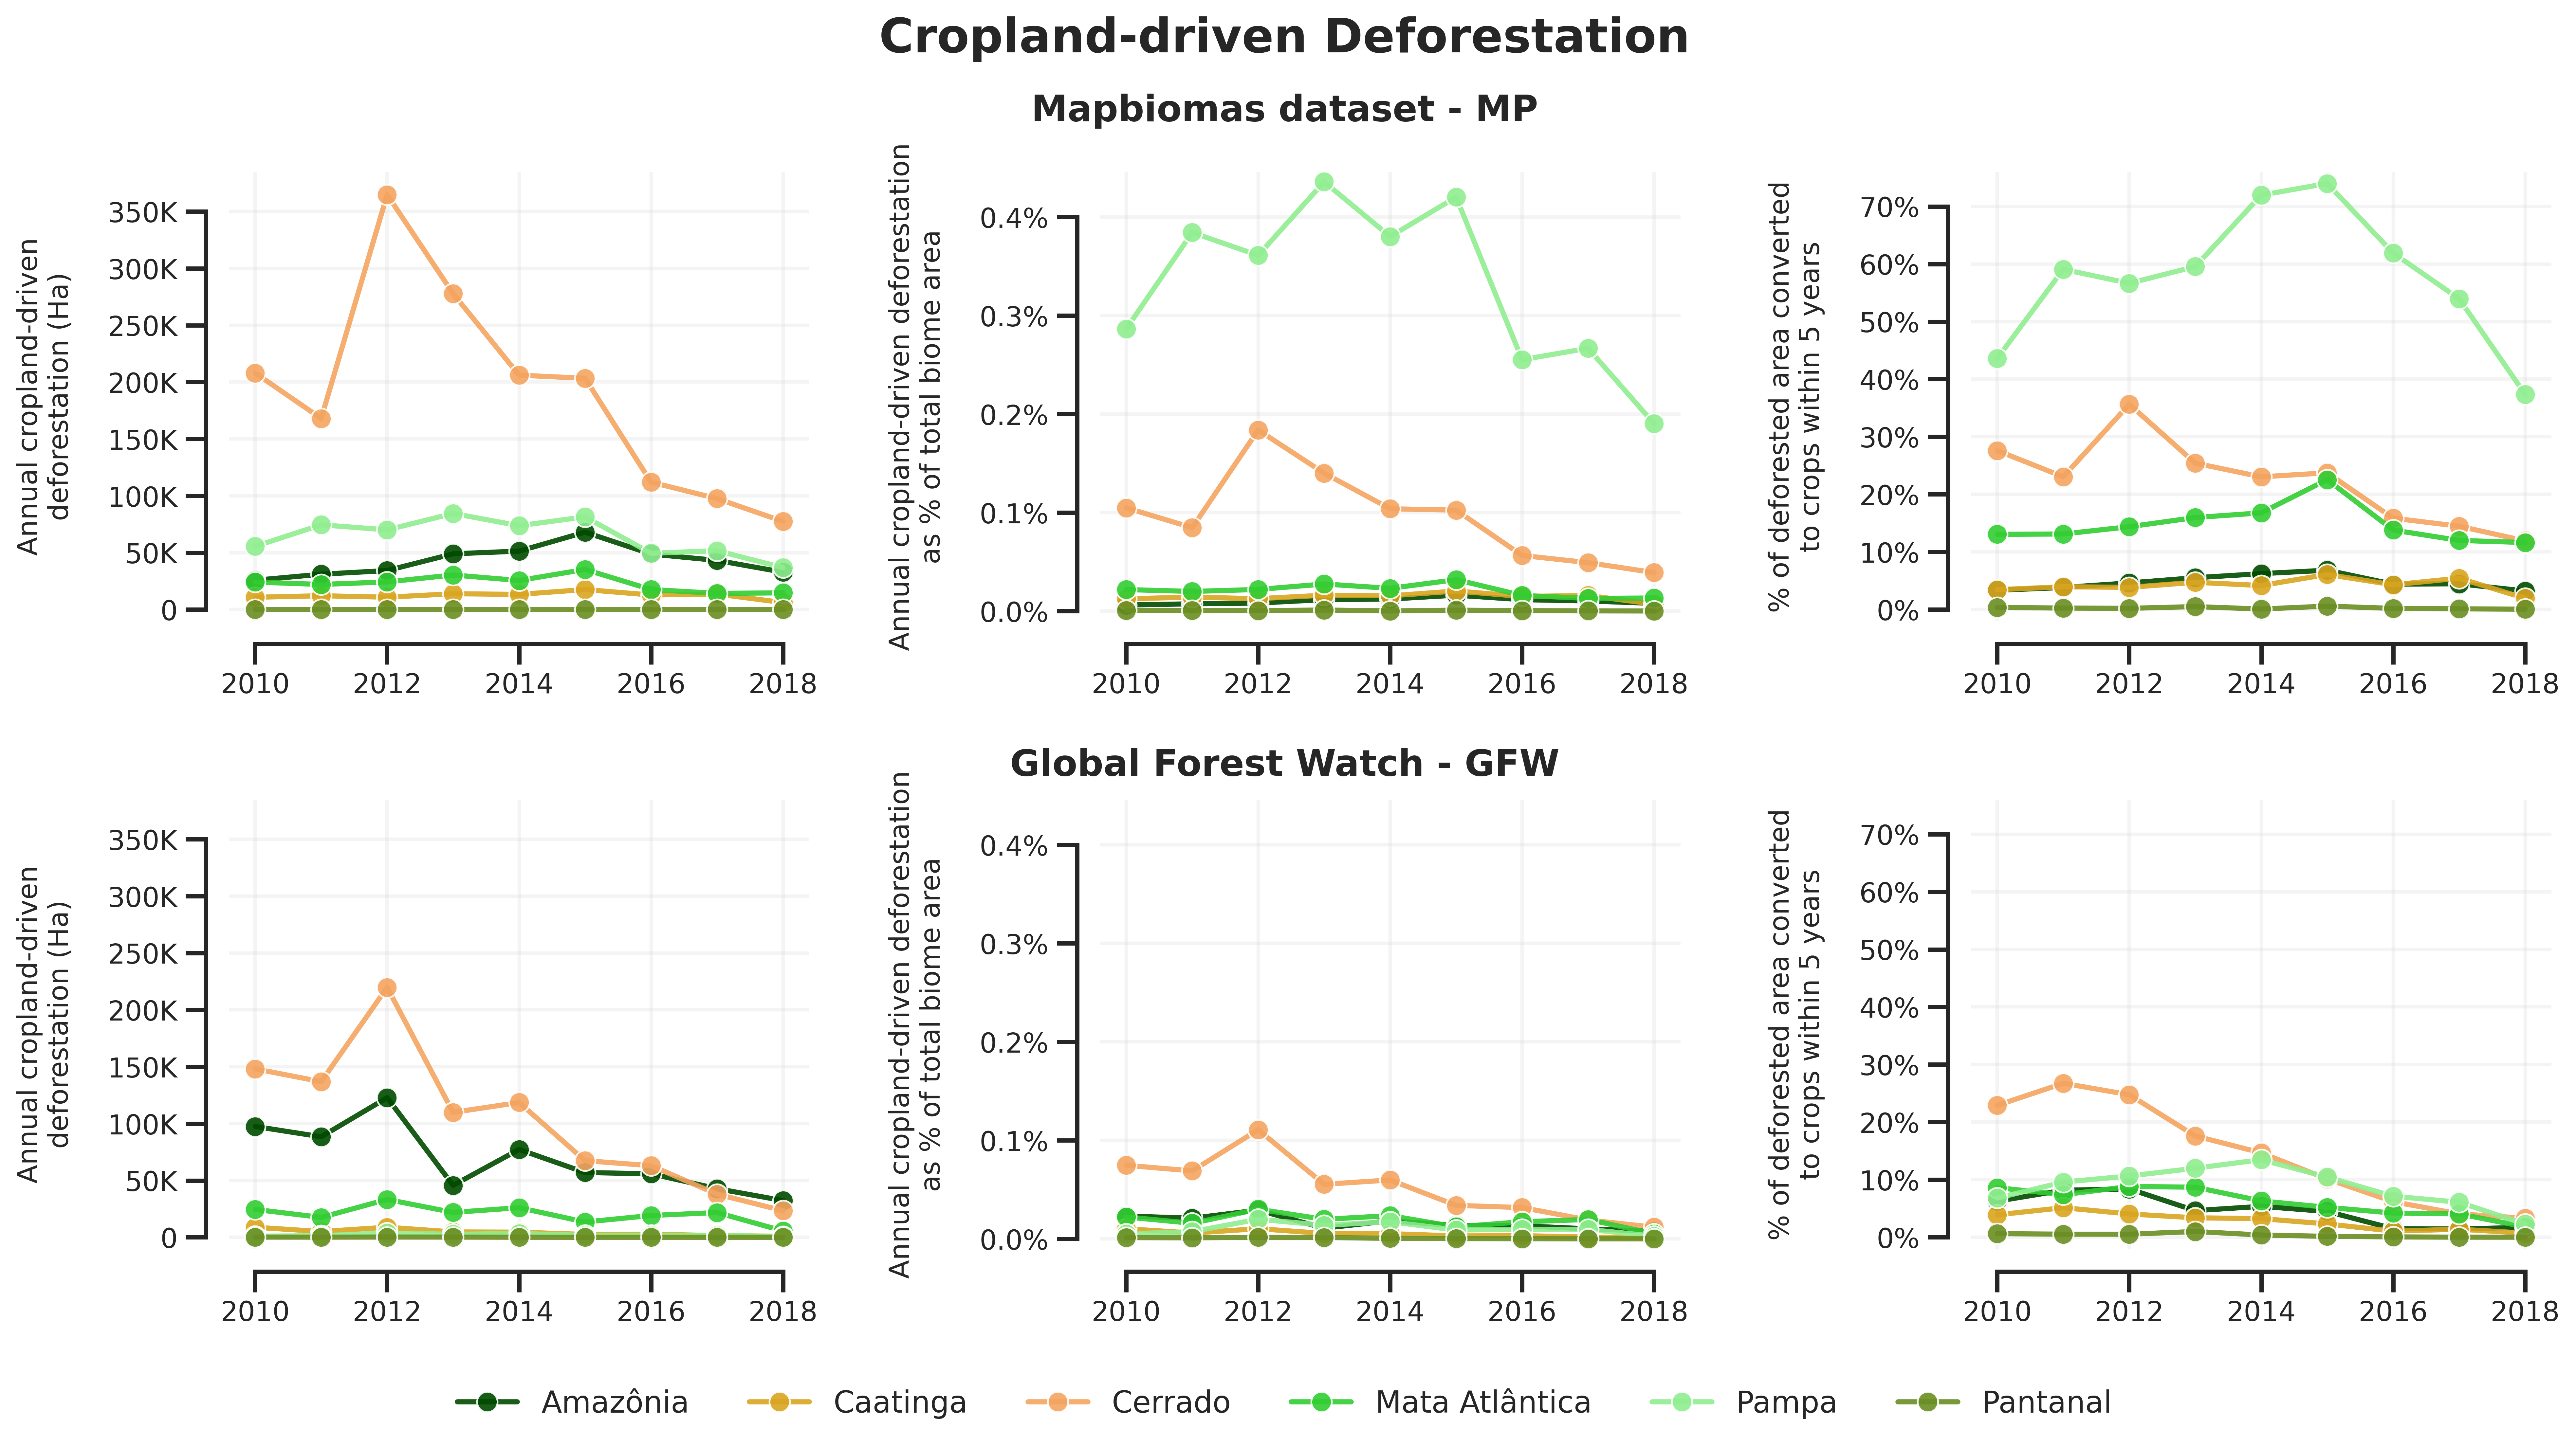 Cropland-driven Deforestation
Mapbiomas dataset - MP
Annual cropland-driven
deforestation (Ha)
350K
300K
250K
200K
150K
100K
50K
0
2010 2012 2014 2016 2018
Annual cropland-driven deforestation
as % of total biome area
0.4%
0.3%
0.2%
0.1%
0.0%
2010 2012 2014 2016 2018
% of deforested area converted
to crops within 5 years
70%
60%
50%
40%
30%
20%
10%
0%
2010 2012 2014 2016 2018
Global Forest Watch - GFW
Annual cropland-driven
deforestation (Ha)
350K
300K
250K
200K
150K
100K
50K
0
2010 2012 2014 2016 2018
Annual cropland-driven deforestation
as % of total biome area
0.4%
0.3%
0.2%
0.1%
0.0%
2010 2012 2014 2016 2018
% of deforested area converted
to crops within 5 years
70%
60%
50%
40%
30%
20%
10%
0%
2010 2012 2014 2016 2018
Amazônia Caatinga Cerrado Mata Atlântica Pampa Pantanal